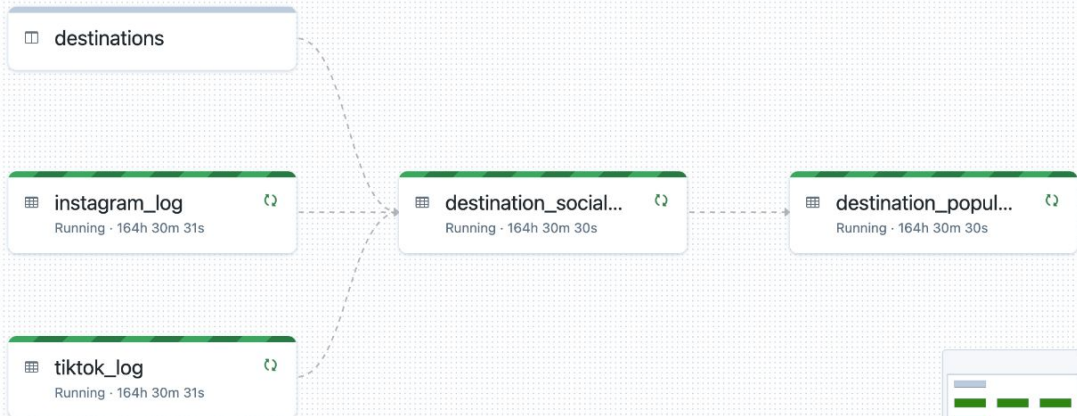 destinations
instagram_log
Running · 164h 30m 31s
destination_social...
Running · 164h 30m 30s
destination_popul...
Running · 164h 30m 30s
tiktok_log
Running · 164h 30m 31s